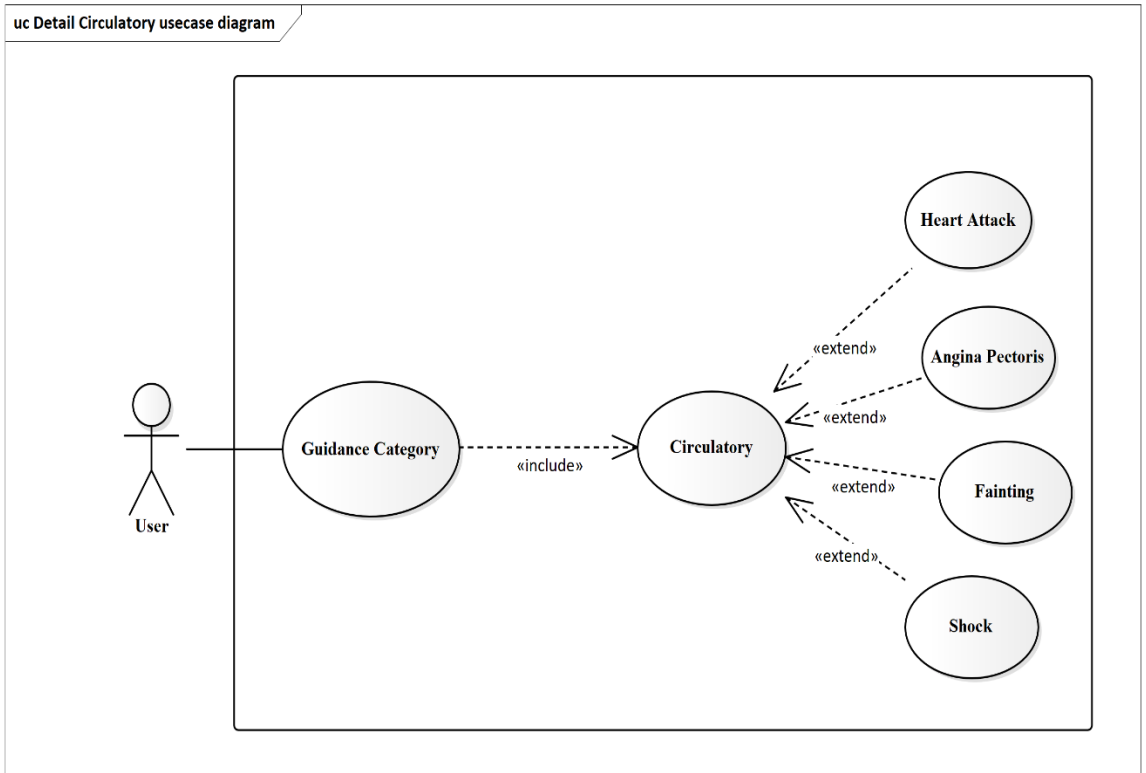 uc Detail Circulatory usecase diagram
Heart Attack
«extend»
Angina Pectoris
«extend»
Guidance Category
«include»
Circulatory
«extend»
Fainting
User
«extend»
Shock